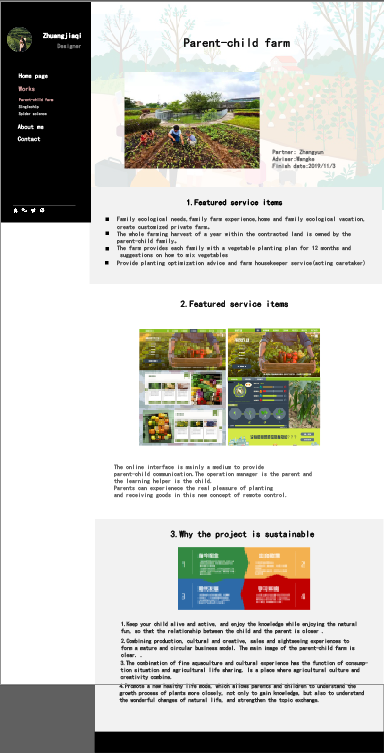 Zhuangjiaqi
Designer
Home page
Works
Parent-child farm
Singleship
Spider science
About me
Contact
Parent-child farm
Partner: Zhengyun
Advisor:Wangke
Finish date:2019/11/3
1.Featured service items
Family ecological needs,family farm experience,home and family ecological vacation,
create customized private farm.
The whole farming harvest of a year within the contracted land is owned by the
parent-child family.
The farm provides each family with a vegetable planting plan for 12 months and
suggestions on how to mix vegetables
Provide planting optimization advice and farm housekeeper service(acting caretaker)
2.Featured service items
The online interface is mainly a medium to provide
parent-child communication.The operation manager is the parent and
the learning helper is the child.
Parents can experience the real pleasure of planting
and receiving goods in this new concept of remote control.
3.Why the project is sustainable
1
2
3
4
1.Keep your child alive and active, and enjoy the knowledge while enjoying the natural
fun, so that the relationship between the child and the parent is closer .
2.Combining production, cultural and creative, sales and sightseeing experiences to
form a mature and circular business model. The main image of the parent-child farm is
clear. .
3.The combination of fine aquaculture and cultural experience has the function of consump-
tion situation and agricultural life sharing. Is a place where agricultural culture and
creativity combine.
4.Promote a new healthy life mode, which allows parents and children to understand the
growth process of plants more closely, not only to gain knowledge, but also to understand
the wonderful changes of natural life, and strengthen the topic exchange.